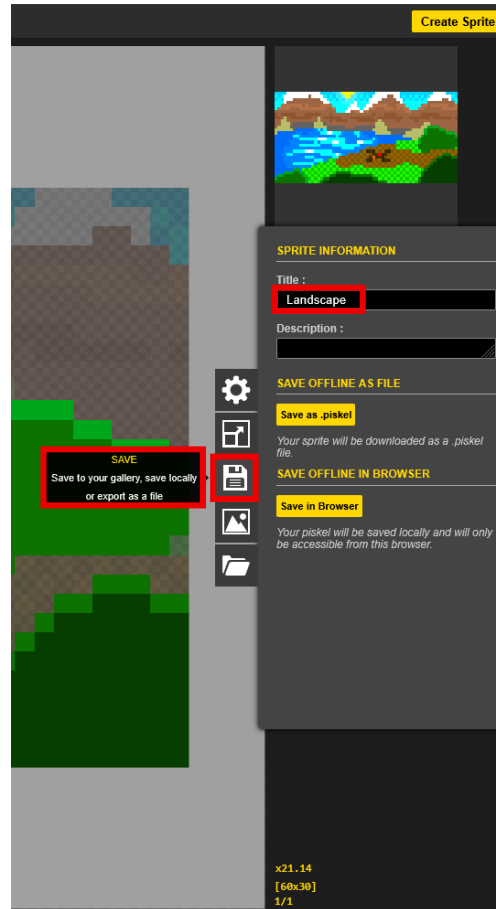 Create Sprite
SPRITE INFORMATION
Title :
Landscape
Description :
SAVE OFFLINE AS FILE
Save as .piskel
Your sprite will be downloaded as a .piskel
file.
SAVE
Save to your gallery, save locally
or export as a file
SAVE OFFLINE IN BROWSER
Save in Browser
Your piskel will be saved locally and will only
be accessible from this browser.
x21.14
[60x30]
1/1